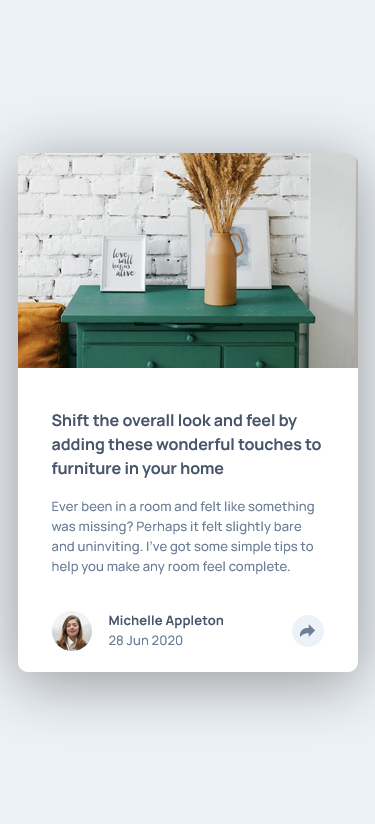 love
will
begins
alive
Shift the overall look and feel by
adding these wonderful touches to
furniture in your home
Ever been in a room and felt like something
was missing? Perhaps it felt slightly bare
and uninviting. I've got some simple tips to
help you make any room feel complete.
Michelle Appleton
28 Jun 2020